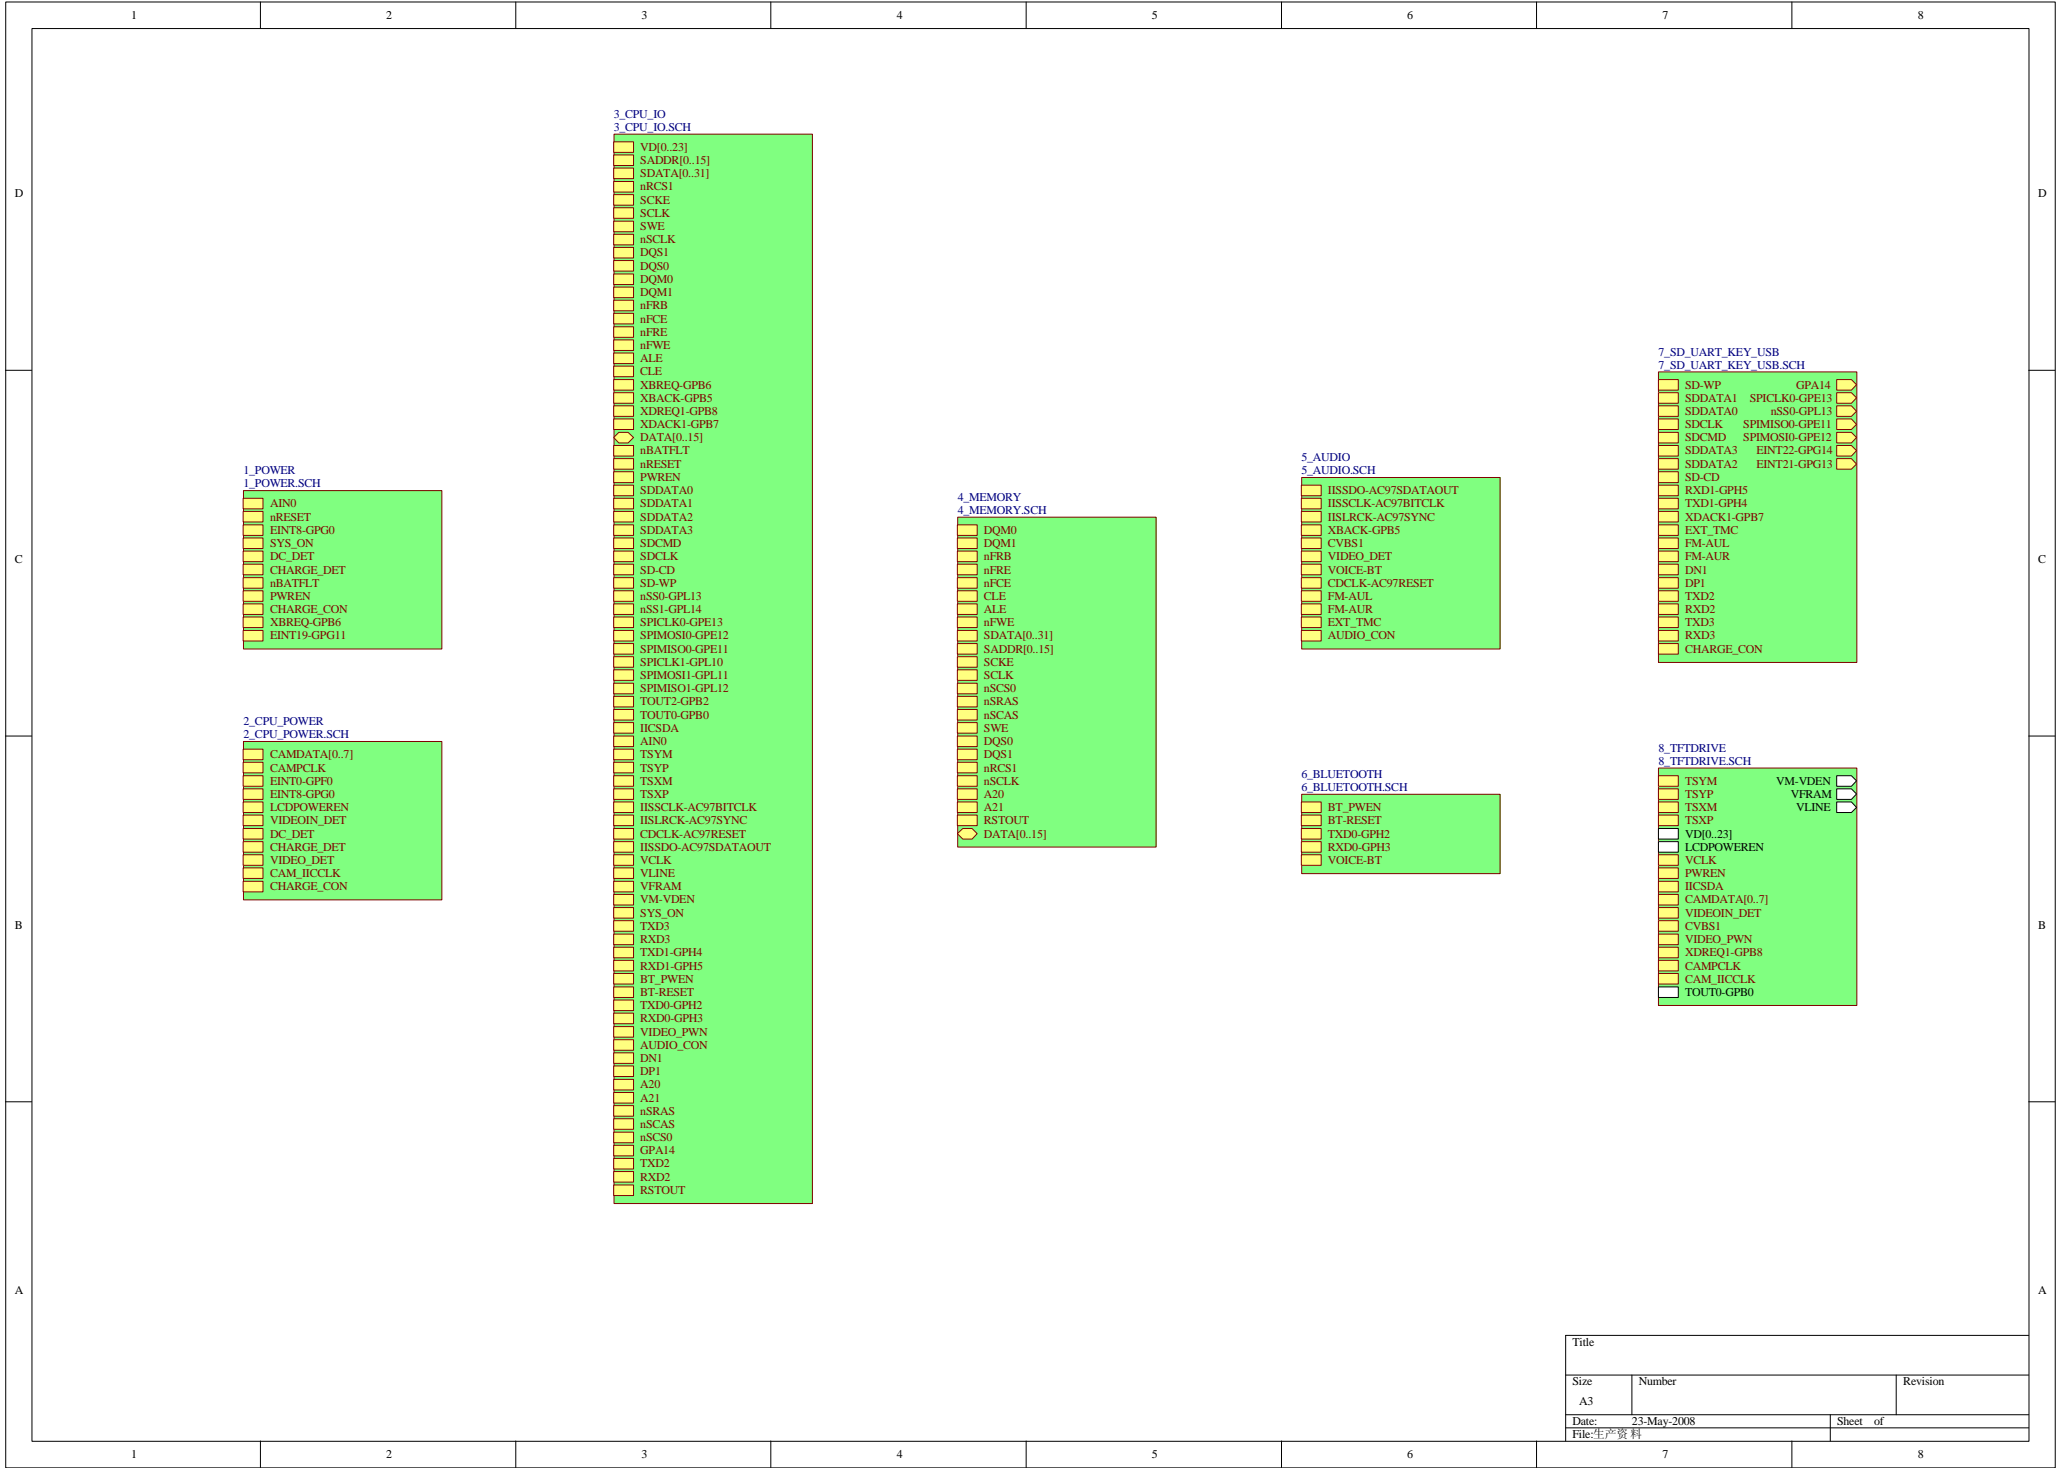 1 2 3 4 5 6 7 8
D
C
B
A
1_POWER
1_POWER.SCH
AIN0
nRESET
EINT8-GPG0
SYS_ON
DC_DET
CHARGE_DET
nBATFLT
PWREN
CHARGE_CON
XBREQ-GPB6
EINT19-GPG11
2_CPU_POWER
2_CPU_POWER.SCH
CAMDATA[0..7]
CAMPCLK
EINT0-GPF0
EINT8-GPG0
LCDPOWEREN
VIDEOIN_DET
DC_DET
CHARGE_DET
VIDEO_DET
CAM_IICCLK
CHARGE_CON
3_CPU_IO
3_CPU_IO.SCH
VD[0..23]
SADDR[0..15]
SDATA[0..31]
nRCS1
SCKE
SCLK
SWE
nSCLK
DQS1
DQS0
DQM0
DQM1
nFRB
nFCE
nFRE
nFWE
ALE
CLE
XBREQ-GPB6
XBACK-GPB5
XDREQ1-GPB8
XDACK1-GPB7
DATA[0..15]
nBATFLT
nRESET
PWREN
SDDATA0
SDDATA1
SDDATA2
SDDATA3
SDCMD
SDCLK
SD-CD
SD-WP
nSS0-GPL13
nSS1-GPL14
SPICLK0-GPE13
SPIMOSI0-GPE12
SPIMISO0-GPE11
SPICLK1-GPL10
SPIMOSI1-GPL11
SPIMISO1-GPL12
TOUT2-GPB2
TOUT0-GPB0
IICSDA
AIN0
TSYM
TSYP
TSXM
TSXP
IISSCLK-AC97BITCLK
IISLRCK-AC97SYNC
CDCLK-AC97RESET
IISSDO-AC97SDATAOUT
VCLK
VLINE
VFRAM
VM-VDEN
SYS_ON
TXD3
RXD3
TXD1-GPH4
RXD1-GPH5
BT_PWEN
BT-RESET
TXD0-GPH2
RXD0-GPH3
VIDEO_PWN
AUDIO_CON
DN1
DP1
A20
A21
nSRAS
nSCAS
nSCS0
GPA14
TXD2
RXD2
RSTOUT
4_MEMORY
4_MEMORY.SCH
DQM0
DQM1
nFRB
nFRE
nFCE
CLE
ALE
nFWE
SDATA[0..31]
SADDR[0..15]
SCKE
SCLK
nSCS0
nSRAS
nSCAS
SWE
DQS0
DQS1
nRCS1
nSCLK
A20
A21
RSTOUT
DATA[0..15]
5_AUDIO
5_AUDIO.SCH
IISSDO-AC97SDATAOUT
IISSCLK-AC97BITCLK
IISLRCK-AC97SYNC
XBACK-GPB5
CVBS1
VIDEO_DET
VOICE-BT
CDCLK-AC97RESET
FM-AUL
FM-AUR
EXT_TMC
AUDIO_CON
6_BLUETOOTH
6_BLUETOOTH.SCH
BT_PWEN
BT-RESET
TXD0-GPH2
RXD0-GPH3
VOICE-BT
7_SD_UART_KEY_USB
7_SD_UART_KEY_USB.SCH
SD-WP GPA14
SDDATA1 SPICLK0-GPE13
SDDATA0 nSS0-GPL13
SDCLK SPIMISO0-GPE11
SDCMD SPIMOSI0-GPE12
SDDATA3 EINT22-GPG14
SDDATA2 EINT21-GPG13
SD-CD
RXD1-GPH5
TXD1-GPH4
XDACK1-GPB7
EXT_TMC
FM-AUL
FM-AUR
DN1
DP1
TXD2
RXD2
TXD3
RXD3
CHARGE_CON
8_TFTDRIVE
8_TFTDRIVE.SCH
TSYM VM-VDEN
TSYP VFRAM
TSXM VLINE
TSXP
VD[0..23]
LCDPOWEREN
VCLK
PWREN
IICSDA
CAMDATA[0..7]
VIDEOIN_DET
CVBS1
VIDEO_PWN
XDREQ1-GPB8
CAMPCLK
CAM_IICCLK
TOUT0-GPB0
D
C
B
A
Title
Size Number Revision
A3
Date: 23-May-2008 Sheet of
File:生产资料
1 2 3 4 5 6 7 8